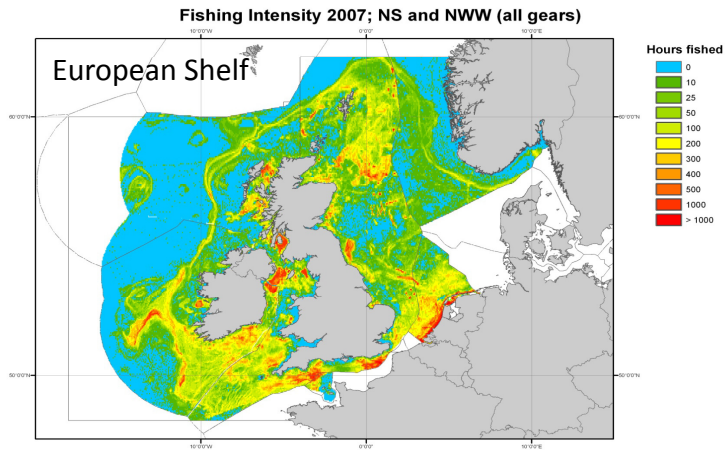 Fishing Intensity 2007; NS and NWW (all gears)
10°0'0"W
0°0'0"
10°0'0"E
European Shelf
Hours fished
0
10
25
50
100
200
300
400
500
1000
> 1000
60°0'0"N
60°0'0"N
50°0'0"N
50°0'0"N
10°0'0"W
0°0'0"
10°0'0"E